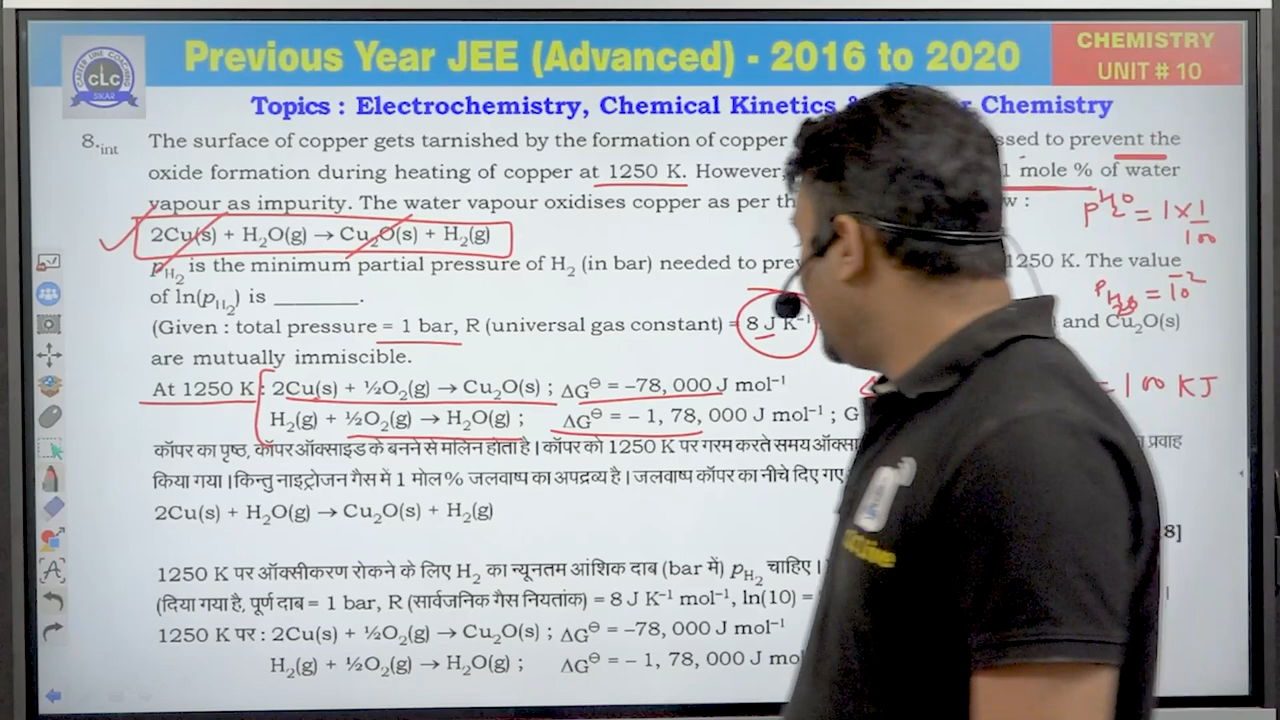 Previous Year JEE (Advanced) - 2016 to 2020
CHEMISTRY
UNIT # 10
CLC
SIKAR
Topics : Electrochemistry, Chemical Kinetics & Chemistry
8.int
The surface of copper gets tarnished by the formation of copper prevent the
oxide formation during heating of copper at 1250 K. However, 1 mole % of water
vapour as impurity. The water vapour oxidises copper as per
2Cu(s) + H₂O(g) → Cu₂O(s) + H₂(g)
pH₂ is the minimum partial pressure of H₂ (in bar) needed to 1250 K. The value
of ln(pH₂) is ________.
(Given : total pressure = 1 bar, R (universal gas constant) = 8 J K⁻¹ and Cu₂O(s)
are mutually immiscible.
At 1250 K : 2Cu(s) + ½O₂(g) → Cu₂O(s) ; ΔG⊖ = –78, 000 J mol⁻¹
H₂(g) + ½O₂(g) → H₂O(g) ; ΔG⊖ = – 1, 78, 000 J mol⁻¹ ; G
pH₂O = 1 × 1/100
pH₂O = 10⁻²
= 100 KJ
कॉपर का पृष्ठ, कॉपर ऑक्साइड के बनने से मलिन होता है। कॉपर को 1250 K पर गरम करते समय प्रवाह
किया गया। किन्तु नाइट्रोजन गैस में 1 मोल% जलवाष्प का अपद्रव्य है। जलवाष्प कॉपर का नीचे दिए गए
2Cu(s) + H₂O(g) → Cu₂O(s) + H₂(g)
8]
1250 K पर ऑक्सीकरण रोकने के लिए H₂ का न्यूनतम आंशिक दाब (bar में) pH₂ चाहिए।
(दिया गया है, पूर्ण दाब = 1 bar, R (सार्वजनिक गैस नियतांक) = 8 J K⁻¹ mol⁻¹, ln(10) =
1250 K पर : 2Cu(s) + ½O₂(g) → Cu₂O(s) ; ΔG⊖ = –78, 000 J mol⁻¹
H₂(g) + ½O₂(g) → H₂O(g) ; ΔG⊖ = – 1, 78, 000 J